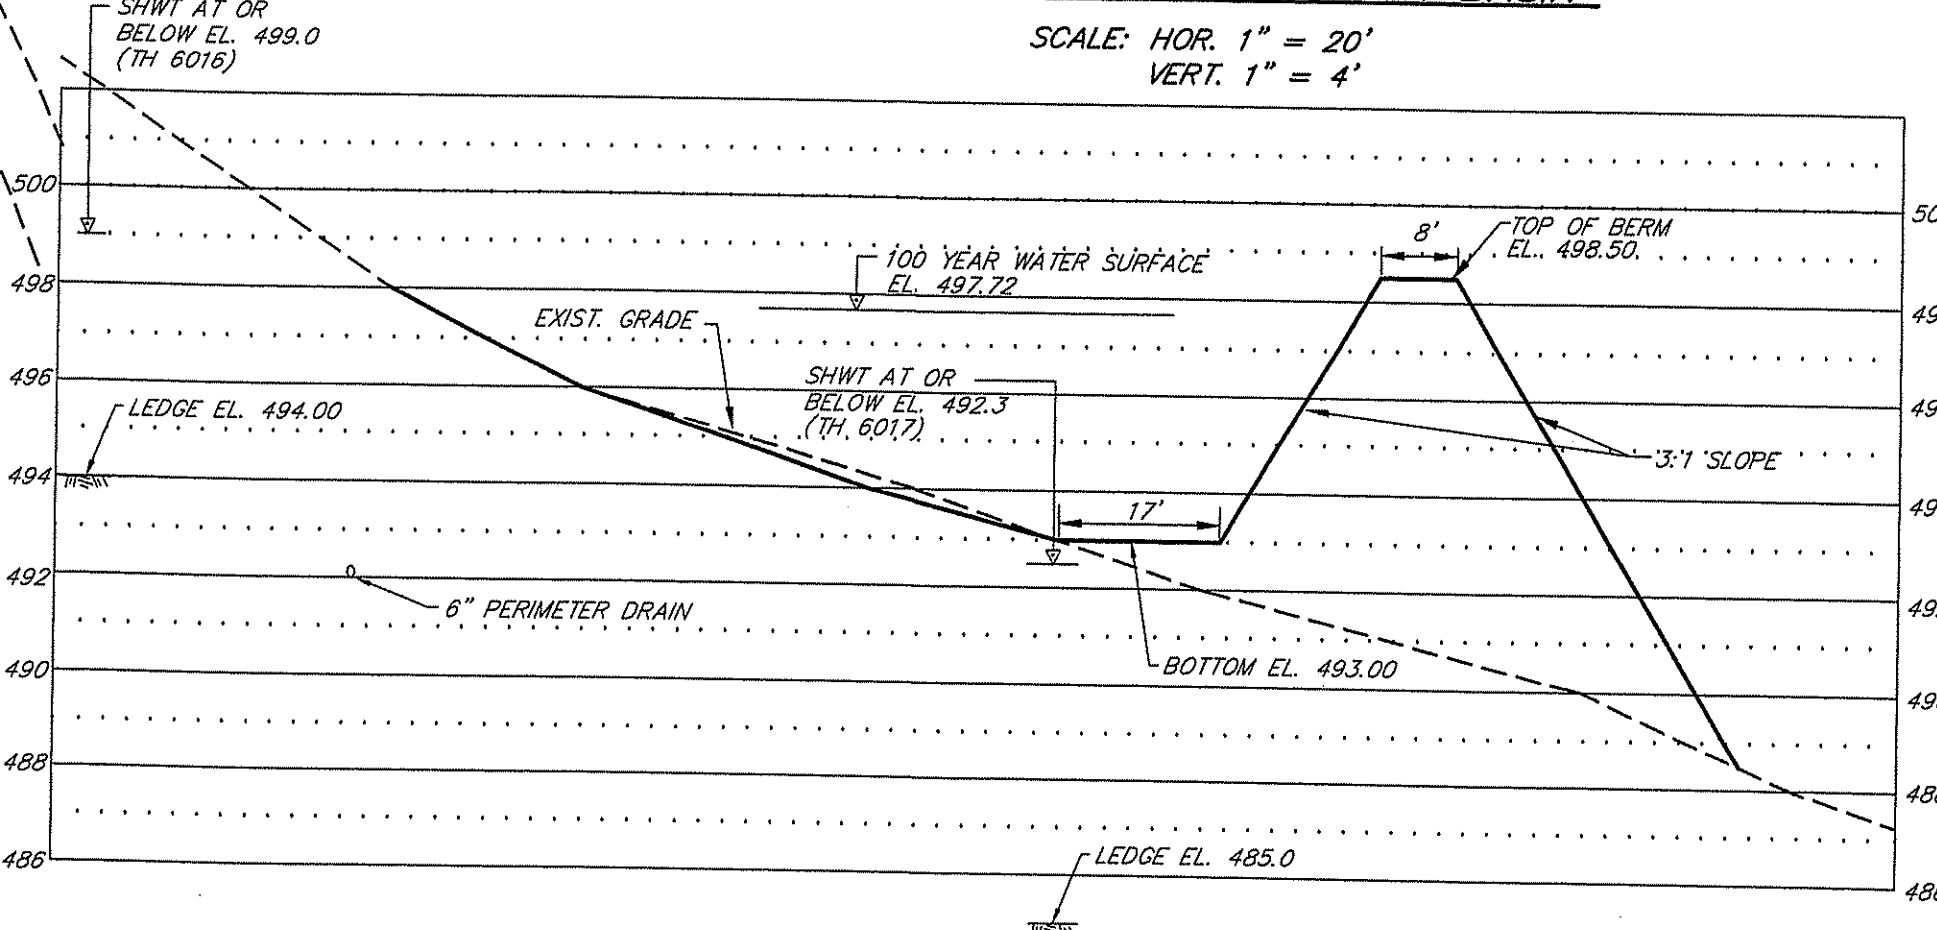 SHWT AT OR
BELOW EL. 499.0
(TH 6016)
SCALE: HOR. 1" = 20'
VERT. 1" = 4'
500
498
496
494
492
490
488
486
8'
TOP OF BERM
EL. 498.50
100 YEAR WATER SURFACE
EL. 497.72
EXIST. GRADE
SHWT AT OR
BELOW EL. 492.3
(TH 6017)
LEDGE EL. 494.00
3:1 SLOPE
17'
6" PERIMETER DRAIN
BOTTOM EL. 493.00
LEDGE EL. 485.0